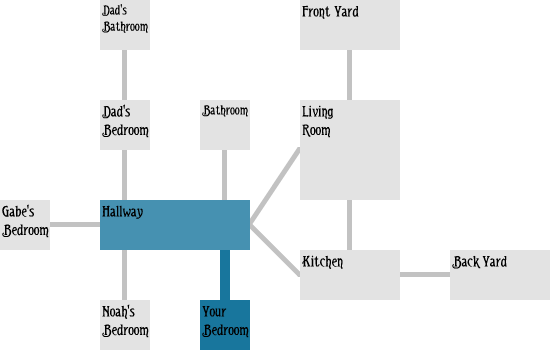 Dad's
Bathroom
Front Yard
Dad's
Bedroom
Bathroom
Living
Room
Gabe's
Bedroom
Hallway
Kitchen
Back Yard
Noah's
Bedroom
Your
Bedroom